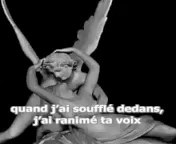 quand j'ai soufflé dedans,
j'ai ranimé ta voix